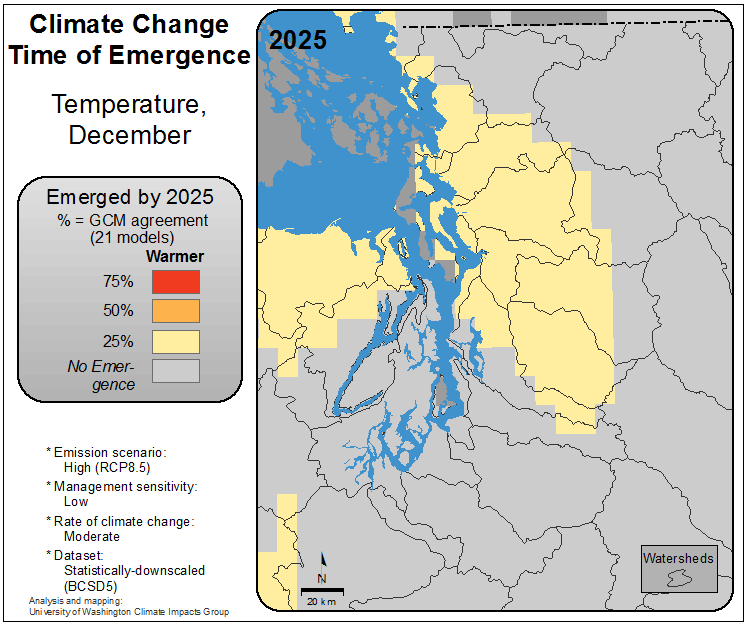 Climate Change
Time of Emergence
Temperature,
December
Emerged by 2025
% = GCM agreement
(21 models)
Warmer
75%
50%
25%
No Emer-
gence
* Emission scenario:
High (RCP8.5)
* Management sensitivity:
Low
* Rate of climate change:
Moderate
* Dataset:
Statistically-downscaled
(BCSD5)
Analysis and mapping:
University of Washington Climate Impacts Group
2025
N
20 km
Watersheds